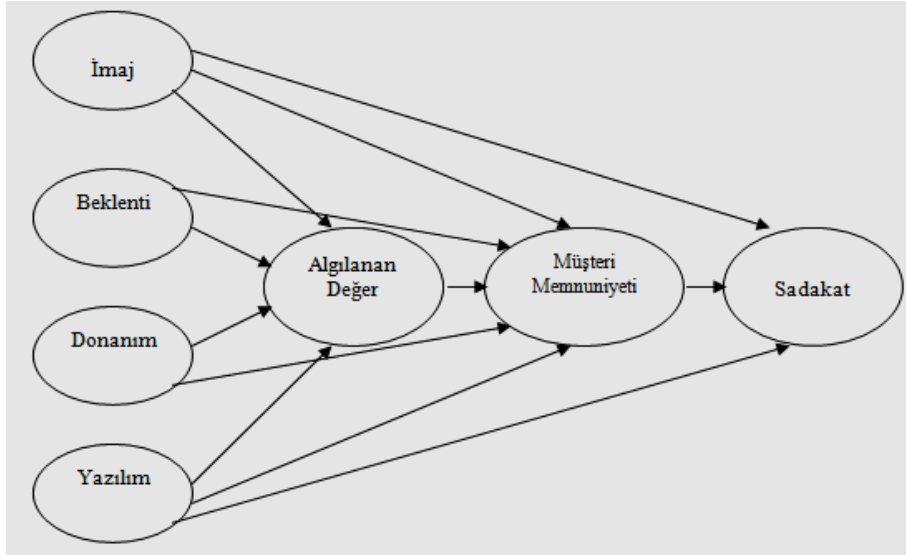 İmaj
Beklenti
Algılanan
Değer
Müşteri
Memnuniyeti
Sadakat
Donanım
Yazılım